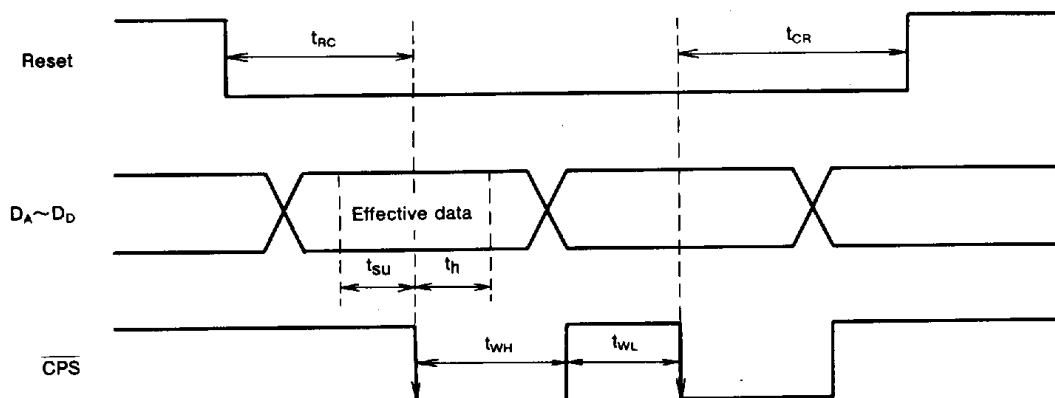 Reset
tRC
tCR
DA~DD
Effective data
tsu
th
CPS
tWH
tWL